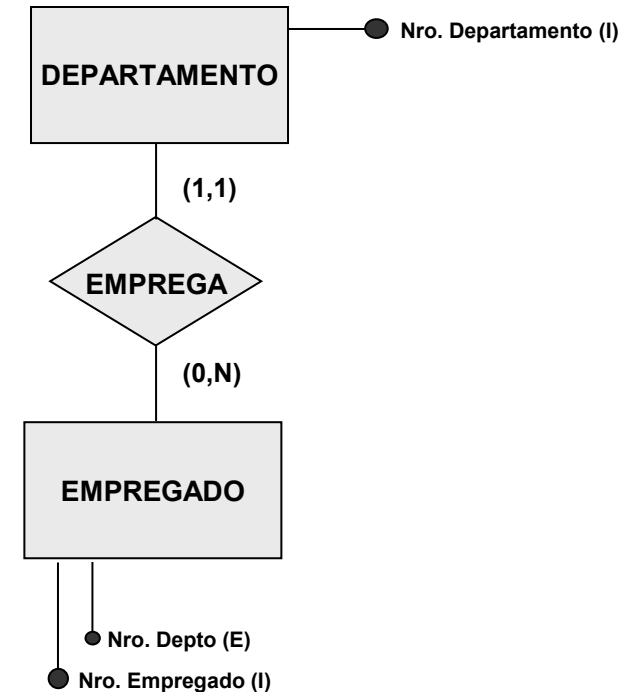 Nro. Departamento (I)
DEPARTAMENTO
(1,1)
EMPREGA
(0,N)
EMPREGADO
Nro. Depto (E)
Nro. Empregado (I)